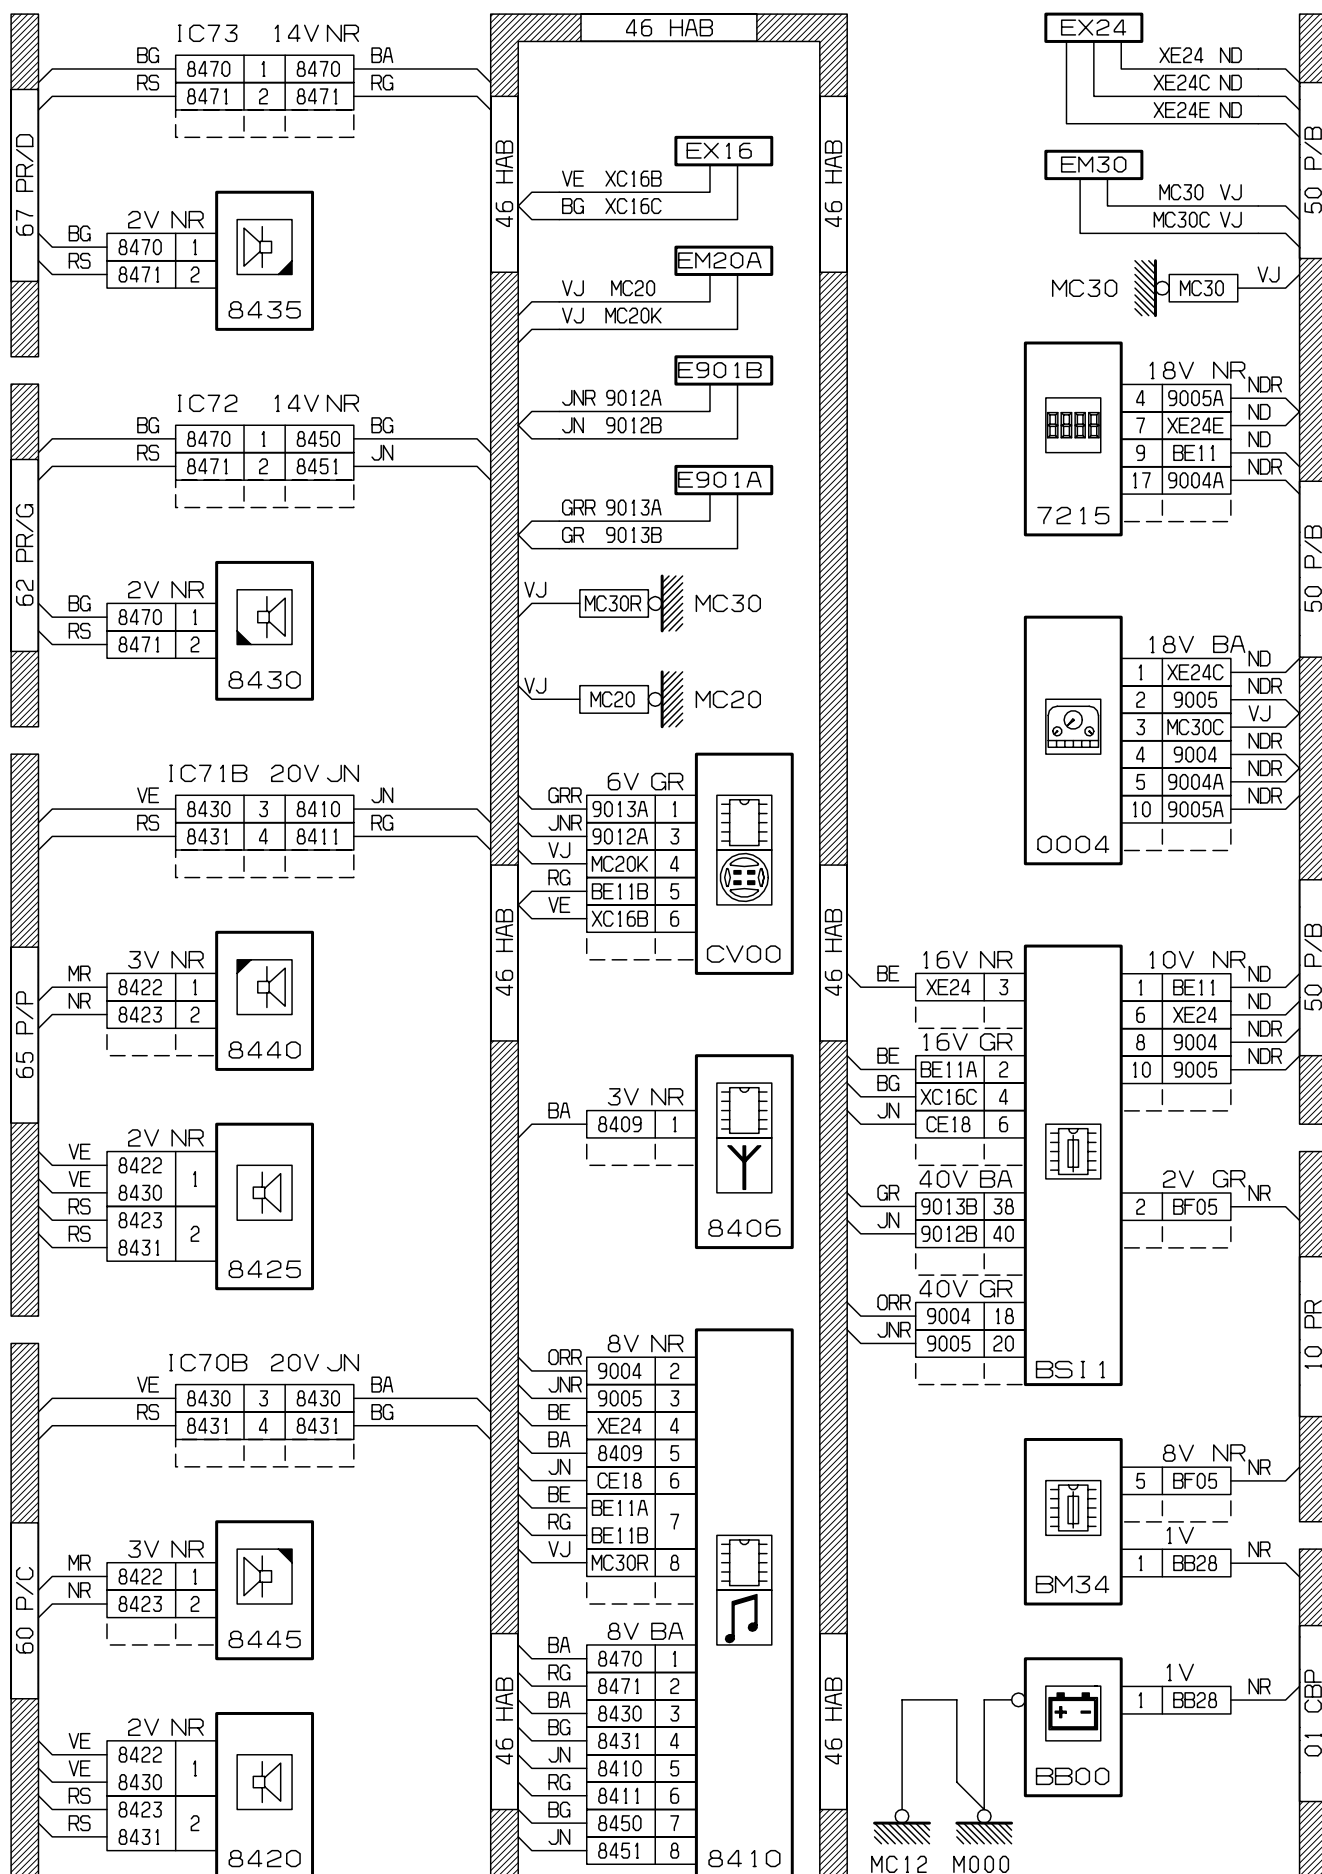 IC73 14V NR
BG 8470 1 8470 BA
RS 8471 2 8471 RG
67 PR/D
2V NR
BG 8470 1
RS 8471 2
8435
IC72 14V NR
BG 8470 1 8450 BG
RS 8471 2 8451 JN
62 PR/G
2V NR
BG 8470 1
RS 8471 2
8430
IC71B 20V JN
VE 8430 3 8410 JN
RS 8431 4 8411 RG
65 P/P
3V NR
MR 8422 1
NR 8423 2
8440
2V NR
VE 8422 1
VE 8430
RS 8423 2
RS 8431
8425
IC70B 20V JN
VE 8430 3 8430 BA
RS 8431 4 8431 BG
60 P/C
3V NR
MR 8422 1
NR 8423 2
8445
2V NR
VE 8422 1
VE 8430
RS 8423 2
RS 8431
8420
46 HAB
46 HAB
46 HAB
EX16
VE XC16B
BG XC16C
EM20A
VJ MC20
VJ MC20K
E901B
JNR 9012A
JN 9012B
E901A
GRR 9013A
GR 9013B
VJ MC30R MC30
VJ MC20 MC20
6V GR
GRR 9013A 1
JNR 9012A 3
VJ MC20K 4
RG BE11B 5
VE XC16B 6
CV00
46 HAB
46 HAB
3V NR
BA 8409 1
8406
8V NR
ORR 9004 2
JNR 9005 3
BE XE24 4
BA 8409 5
JN CE18 6
BE BE11A 7
RG BE11B
VJ MC30R 8
8V BA
BA 8470 1
RG 8471 2
BA 8430 3
BG 8431 4
JN 8410 5
RG 8411 6
BG 8450 7
JN 8451 8
8410
46 HAB
46 HAB
EX24
XE24 ND
XE24C ND
XE24E ND
50 P/B
EM30
MC30 VJ
MC30C VJ
MC30 MC30 VJ
18V NR
4 9005A NDR
7 XE24E ND
9 BE11 ND
17 9004A NDR
7215
50 P/B
18V BA
1 XE24C ND
2 9005 NDR
3 MC30C VJ
4 9004 NDR
5 9004A NDR
10 9005A NDR
0004
50 P/B
16V NR
BE XE24 3
16V GR
BE BE11A 2
BG XC16C 4
JN CE18 6
40V BA
GR 9013B 38
JN 9012B 40
40V GR
ORR 9004 18
JNR 9005 20
10V NR
1 BE11 ND
6 XE24 ND
8 9004 NDR
10 9005 NDR
2V GR
2 BF05 NR
BSI1
10 PR
8V NR
5 BF05 NR
1V
1 BB28 NR
BM34
1V
1 BB28 NR
BB00
01 CBP
MC12 M000